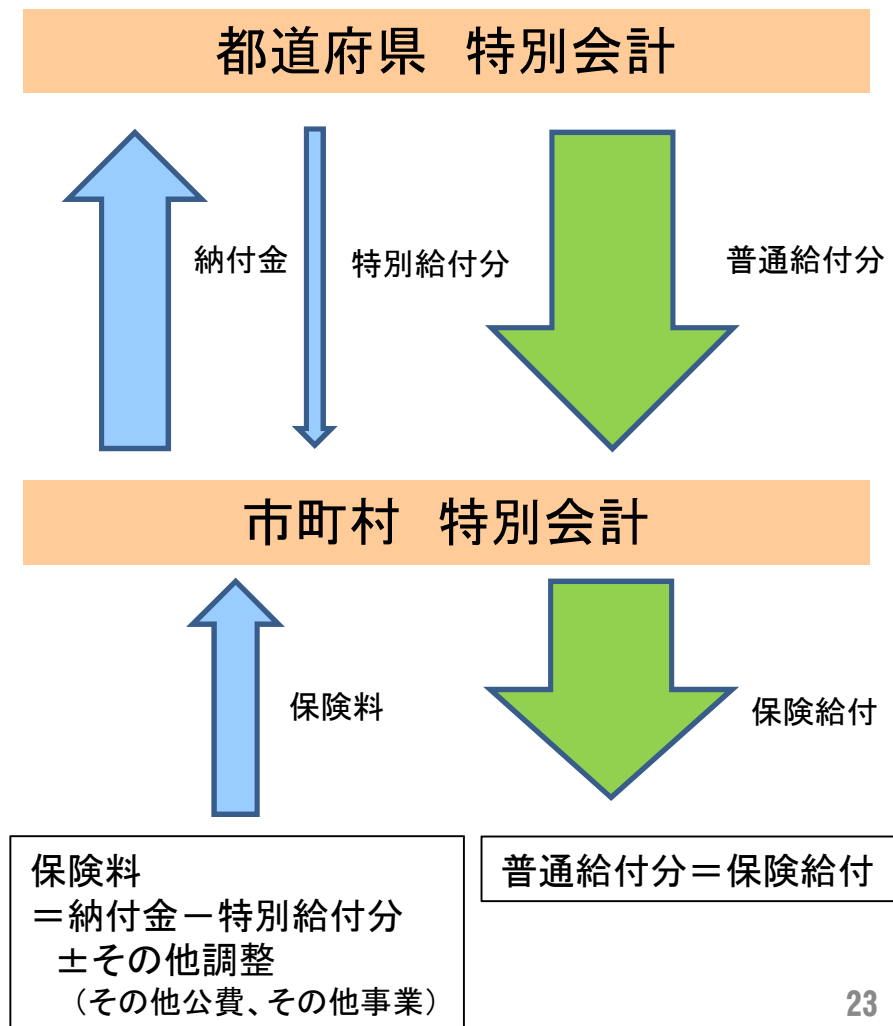 都道府県　特別会計
納付金
特別給付分
普通給付分
市町村　特別会計
保険料
保険給付
保険料
＝納付金－特別給付分
±その他調整
（その他公費、その他事業）
普通給付分＝保険給付
23